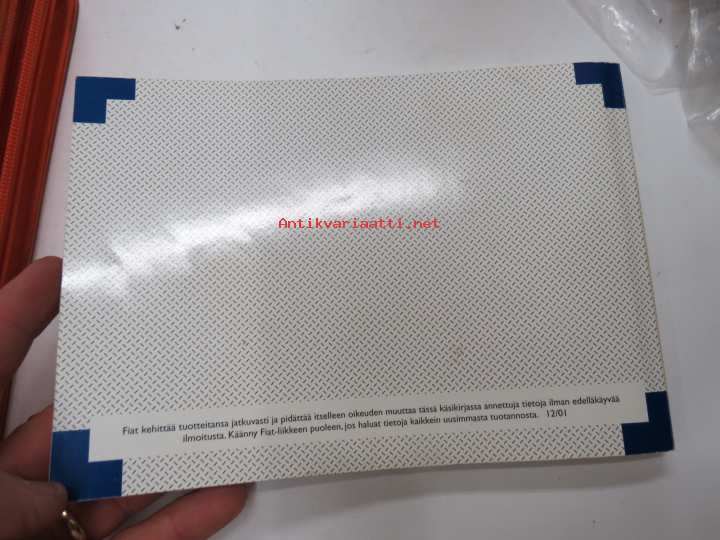 Antikvariaatti.net
Fiat kehittää tuotteitansa jatkuvasti ja pidättää itselleen oikeuden muuttaa tässä käsikirjassa annettuja tietoja ilman edelläkäyvää
ilmoitusta. Käänny Fiat-liikkeen puoleen, jos haluat tietoja kaikkein uusimmasta tuotannosta. 12/01